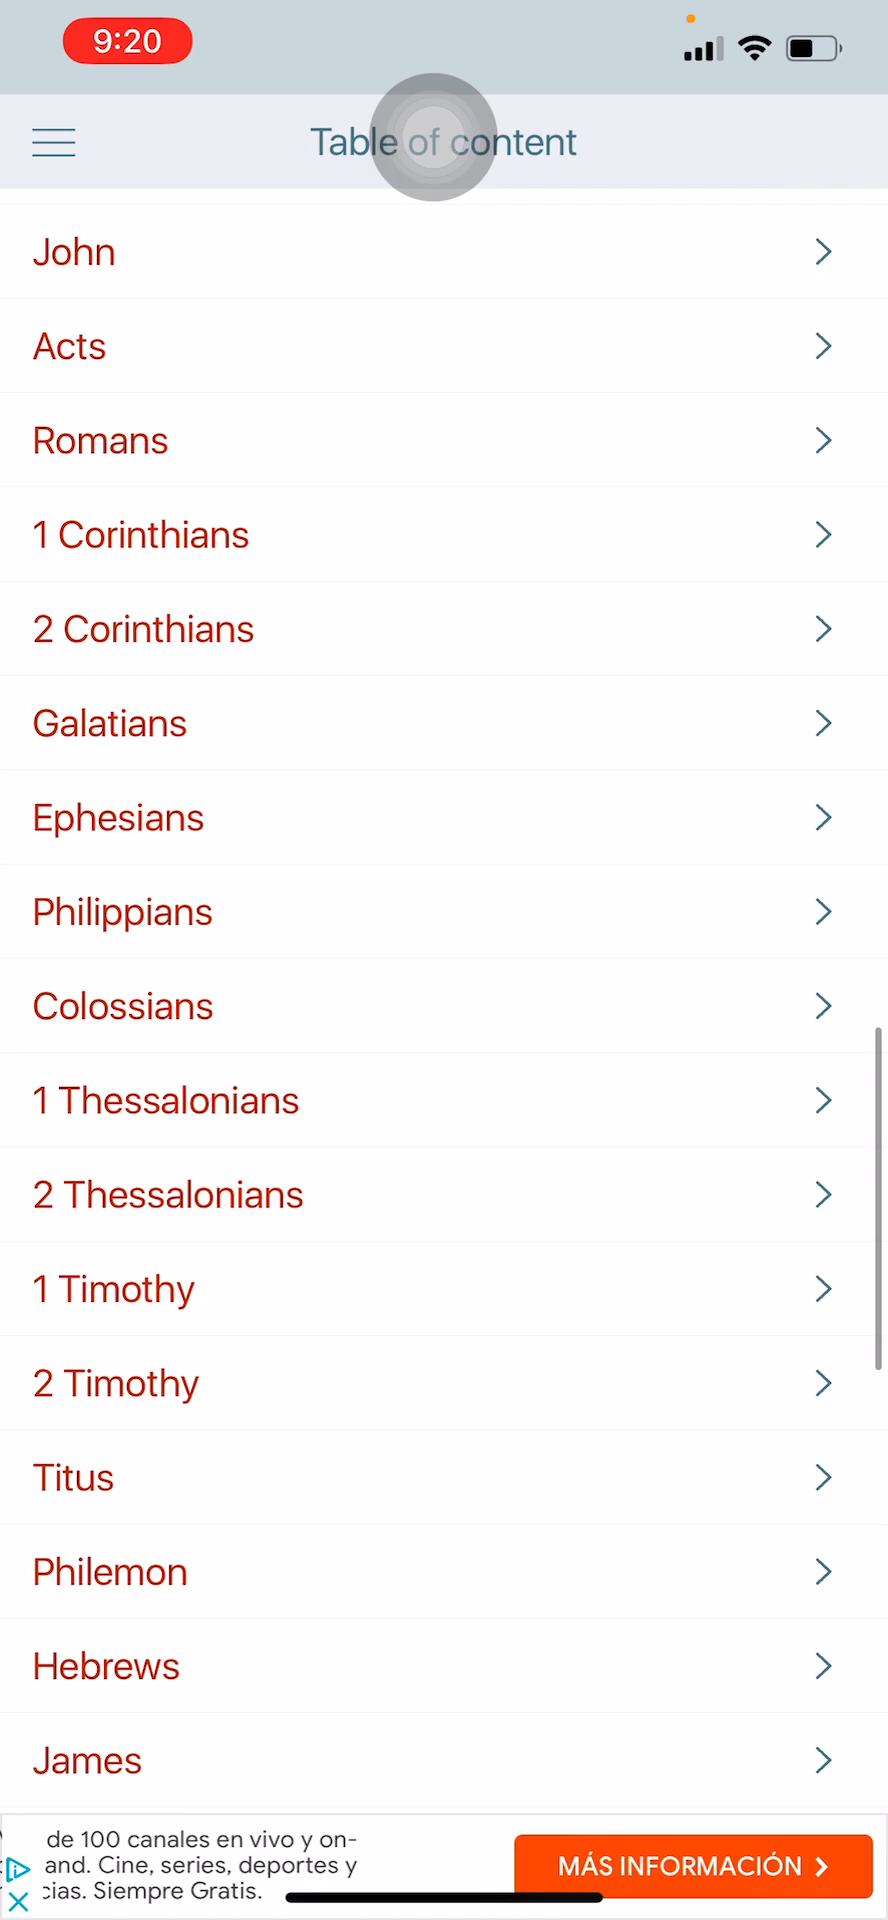 9:20
Table of content
John
Acts
Romans
1 Corinthians
2 Corinthians
Galatians
Ephesians
Philippians
Colossians
1 Thessalonians
2 Thessalonians
1 Timothy
2 Timothy
Titus
Philemon
Hebrews
James
de 100 canales en vivo y on-
and. Cine, series, deportes y
cias. Siempre Gratis.
MÁS INFORMACIÓN